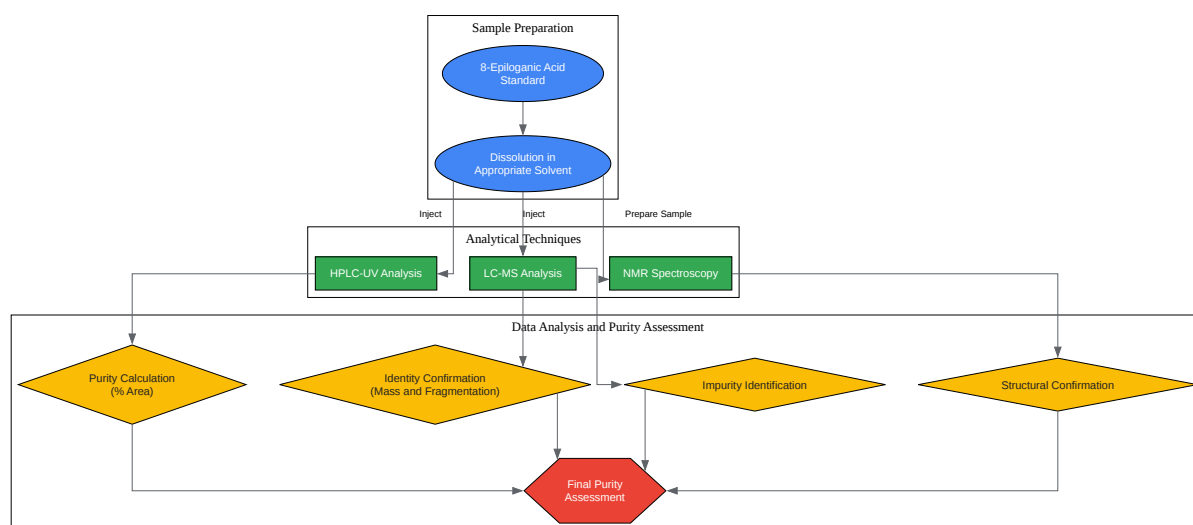 Sample Preparation
8-Epiloganic Acid
Standard
Dissolution in
Appropriate Solvent
Inject
Inject
Prepare Sample
Analytical Techniques
HPLC-UV Analysis
LC-MS Analysis
NMR Spectroscopy
Data Analysis and Purity Assessment
Purity Calculation
(% Area)
Identity Confirmation
(Mass and Fragmentation)
Impurity Identification
Structural Confirmation
Final Purity
Assessment